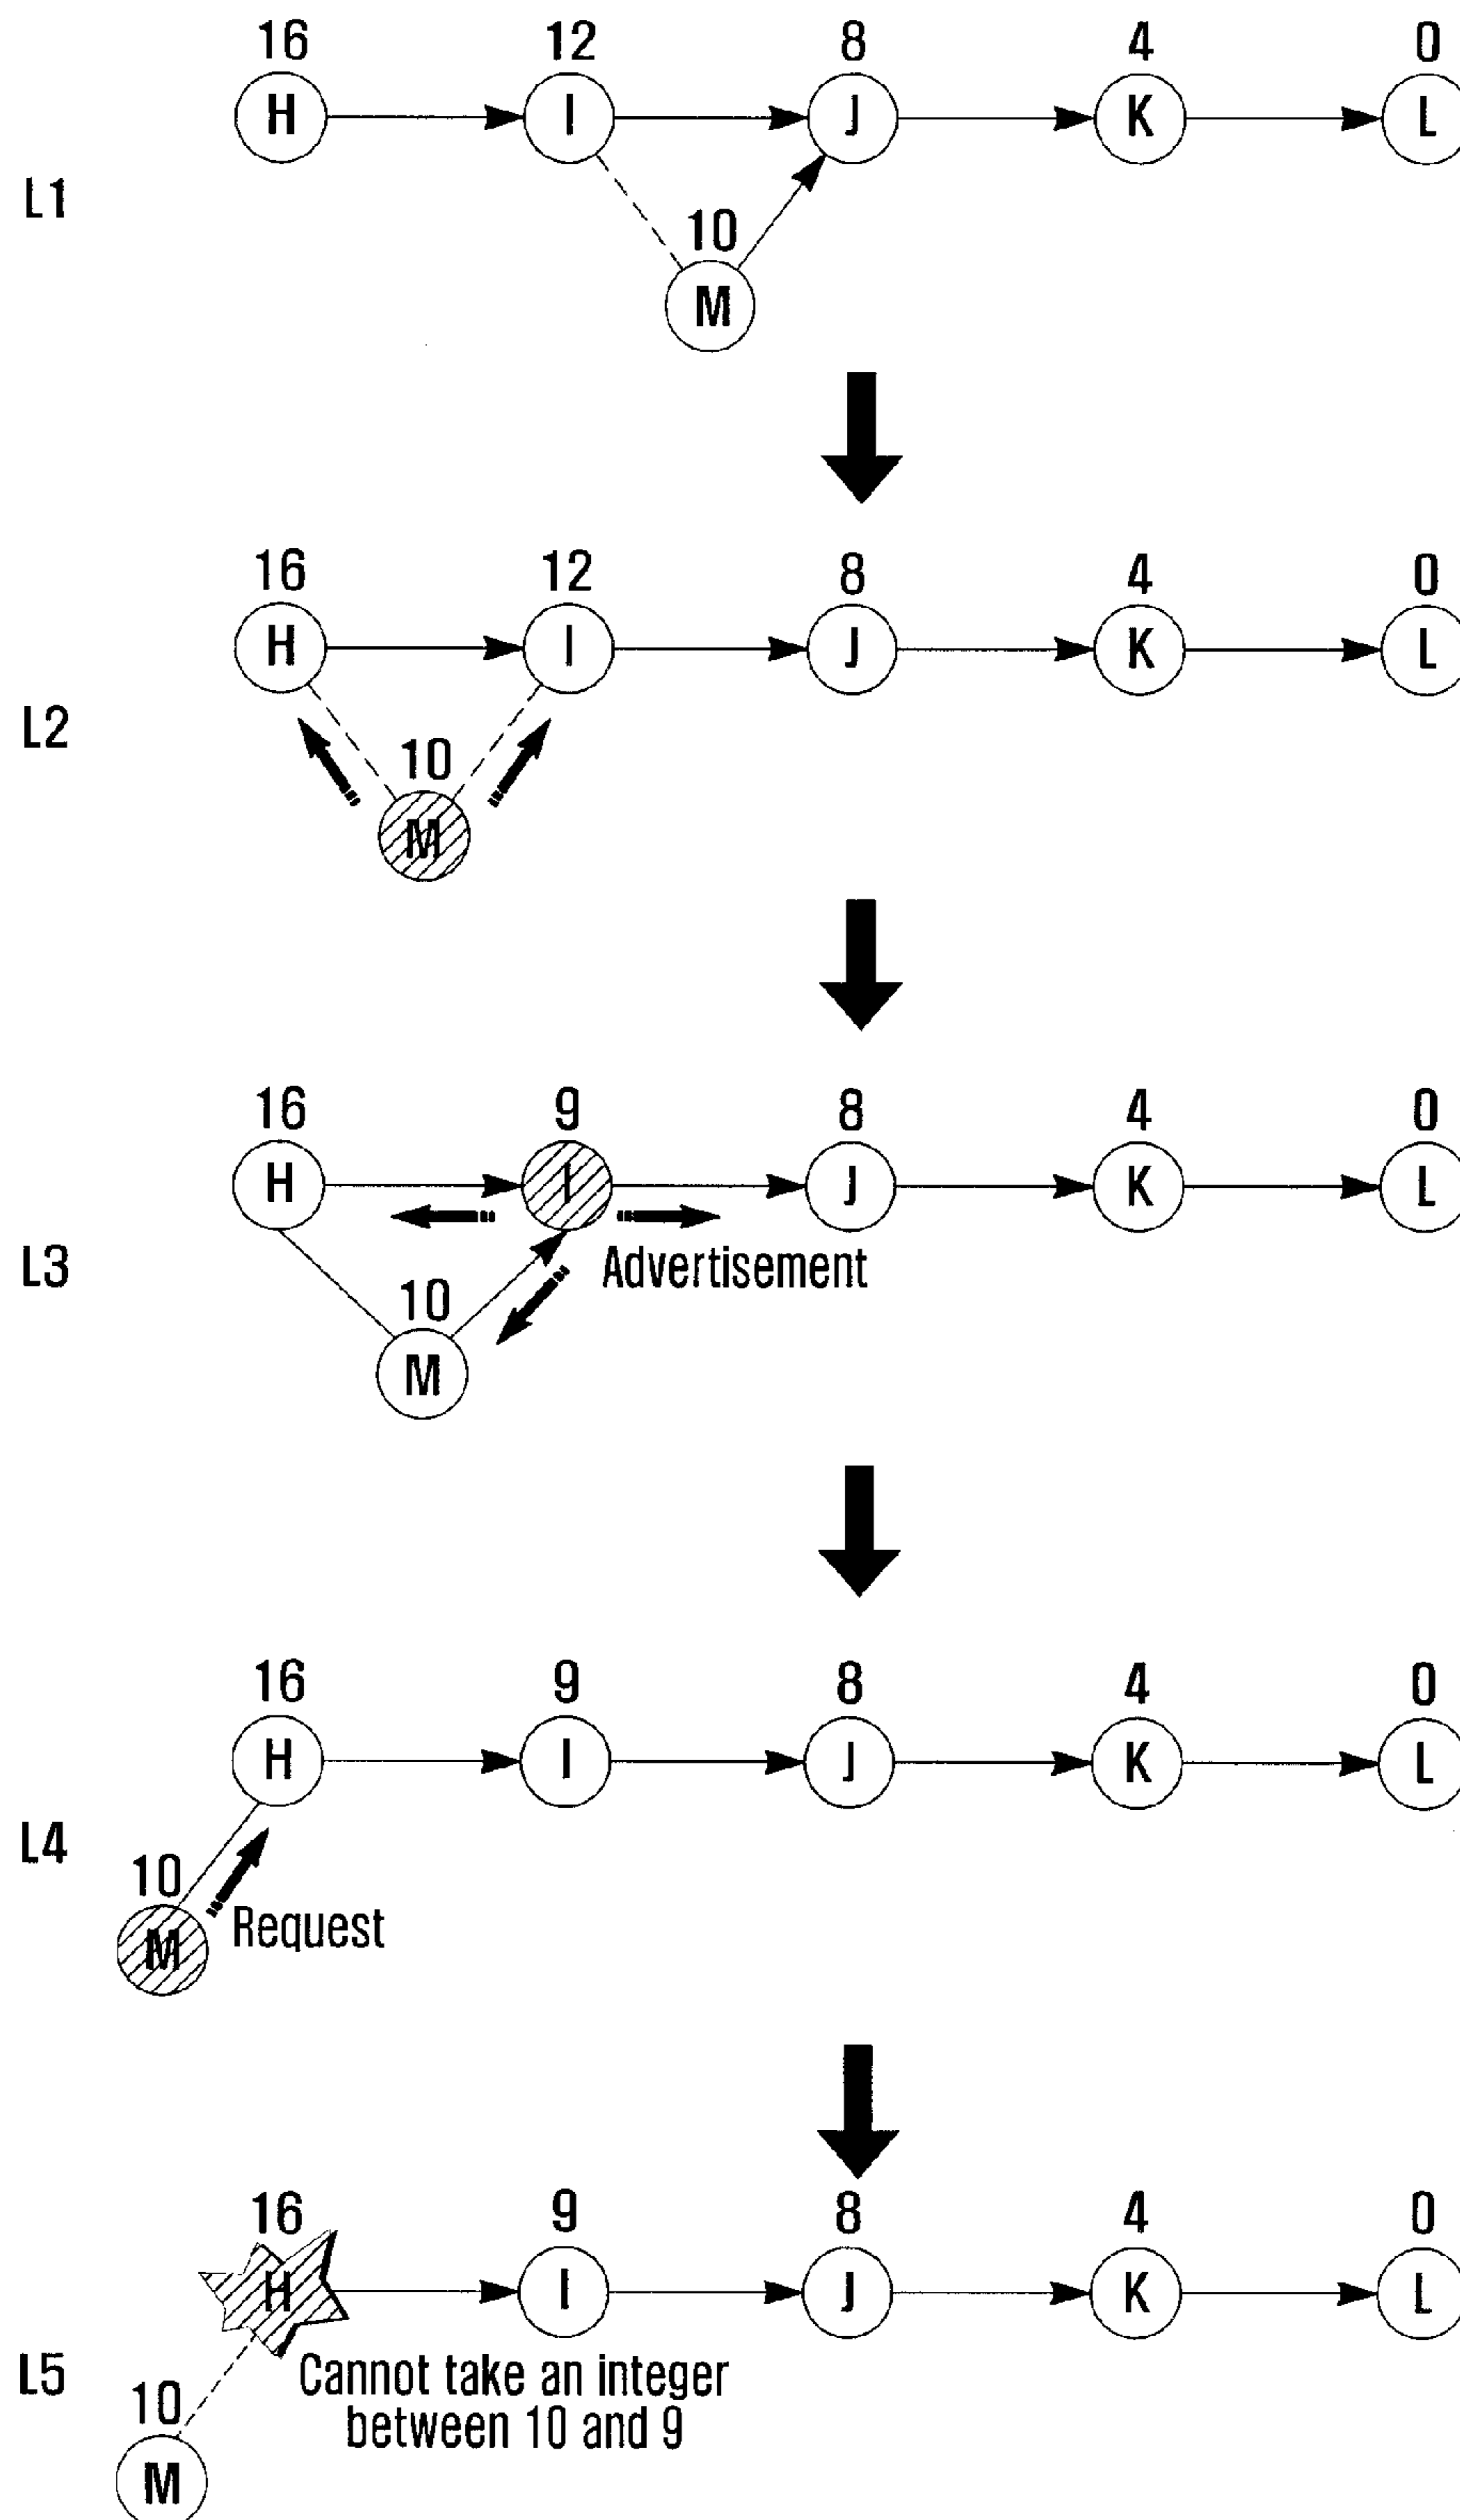 16 12 8 4 0
H I J K L
L1
10
M
16 12 8 4 0
H I J K L
L2
10
M
16 9 8 4 0
H I J K L
L3
Advertisement
10
M
16 9 8 4 0
H I J K L
L4
10
M
Request
16 9 8 4 0
H I J K L
L5
Cannot take an integer
between 10 and 9
10
M